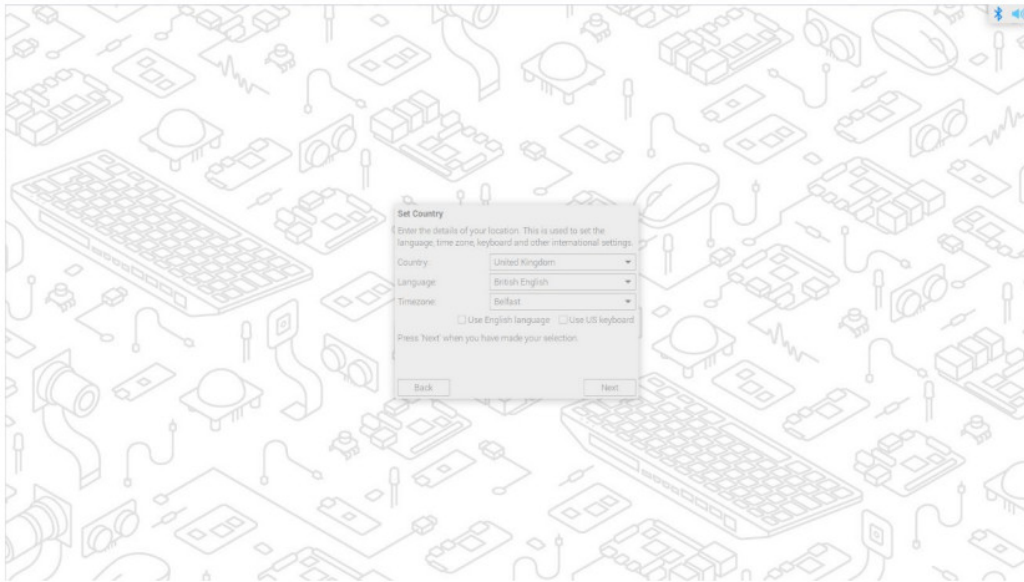 Set Country
Enter the details of your location. This is used to set the
language, time zone, keyboard and other international settings.
Country: United Kingdom
Language: British English
Timezone: Belfast
Use English language Use US keyboard
Press 'Next' when you have made your selection.
Back Next